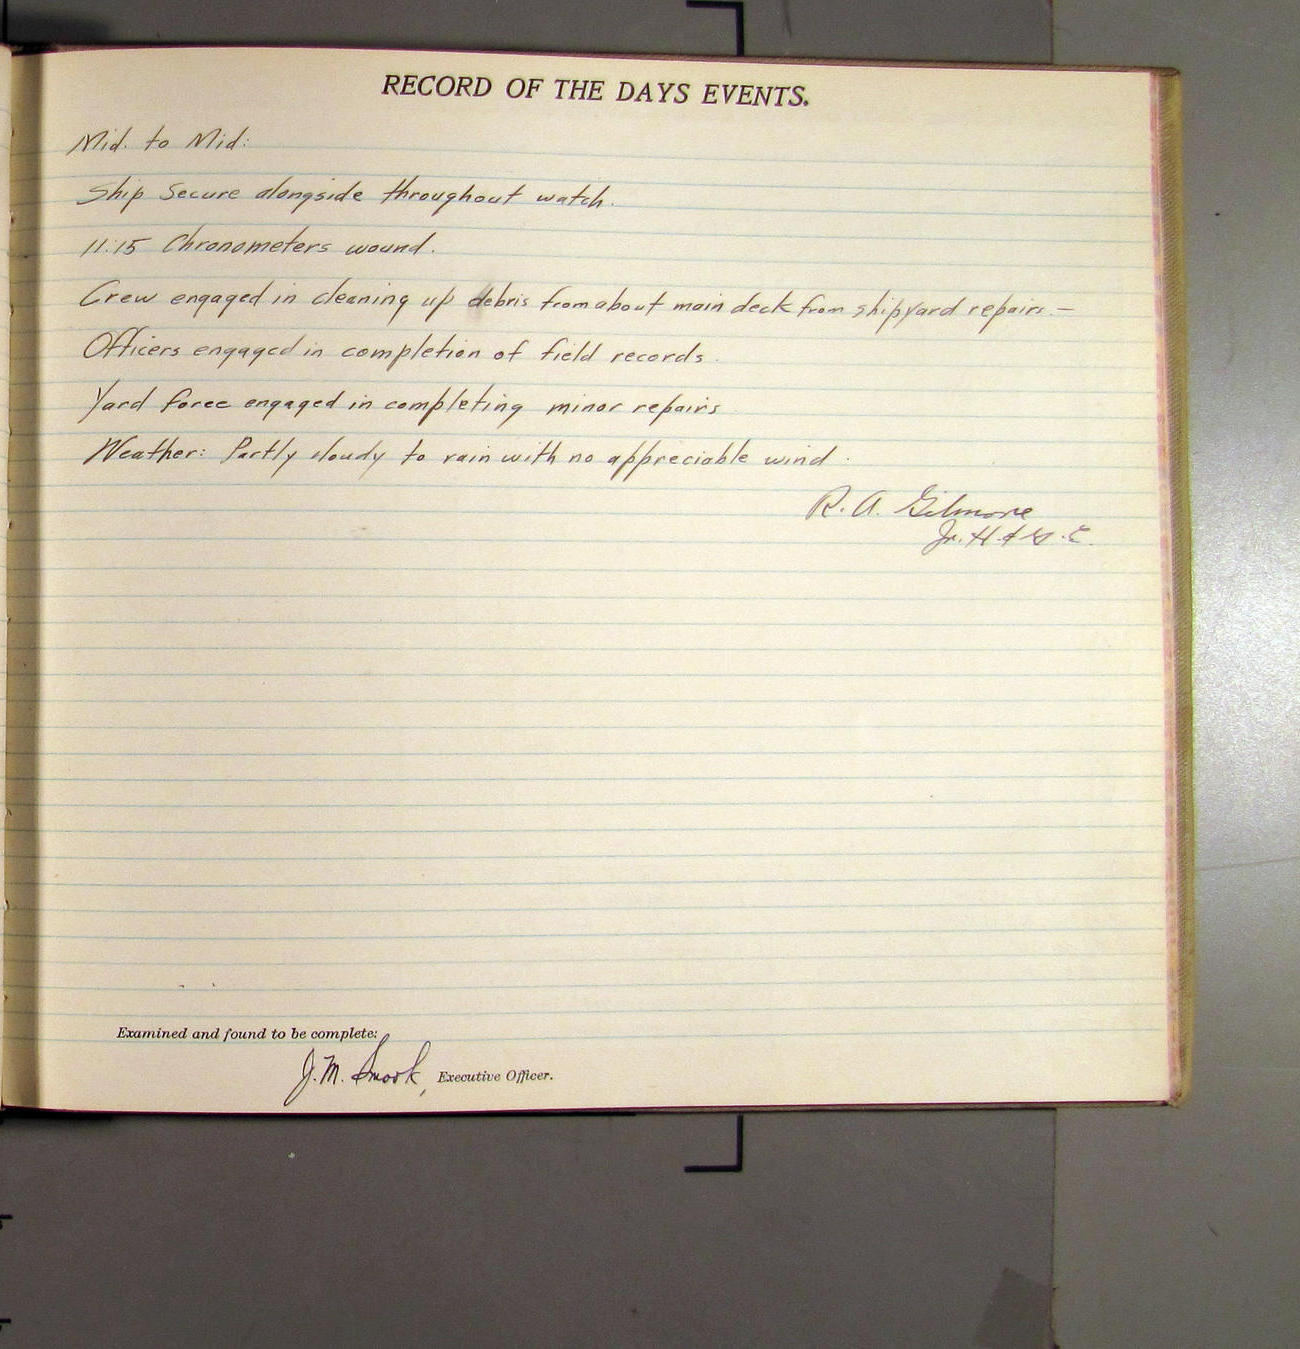 RECORD OF THE DAYS EVENTS.
Mid. to Mid:
Ship Secure alongside throughout watch.
11:15 Chronometers wound.
Crew engaged in cleaning up debris from about main deck from shipyard repairs.—
Officers engaged in completion of field records.
Yard force engaged in completing minor repairs
Weather: Partly cloudy to rain with no appreciable wind.
R. A. Gilmore
Jr. H. & G. E.
Examined and found to be complete:
J. M. Smook, Executive Officer.